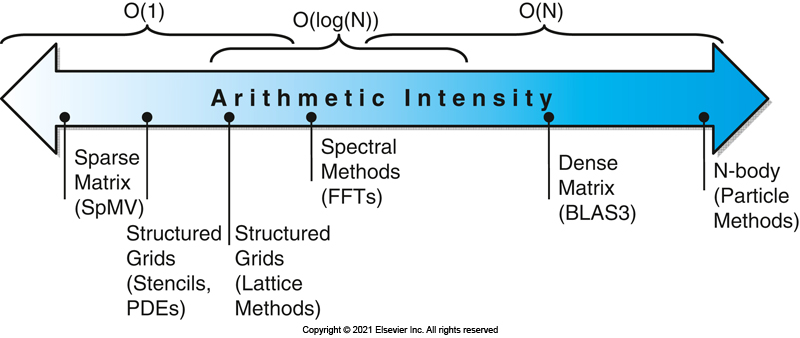 O(1)
O(log(N))
O(N)
Arithmetic Intensity
Sparse
Matrix
(SpMV)
Structured
Grids
(Stencils,
PDEs)
Structured
Grids
(Lattice
Methods)
Spectral
Methods
(FFTs)
Dense
Matrix
(BLAS3)
N-body
(Particle
Methods)
Copyright © 2021 Elsevier Inc. All rights reserved